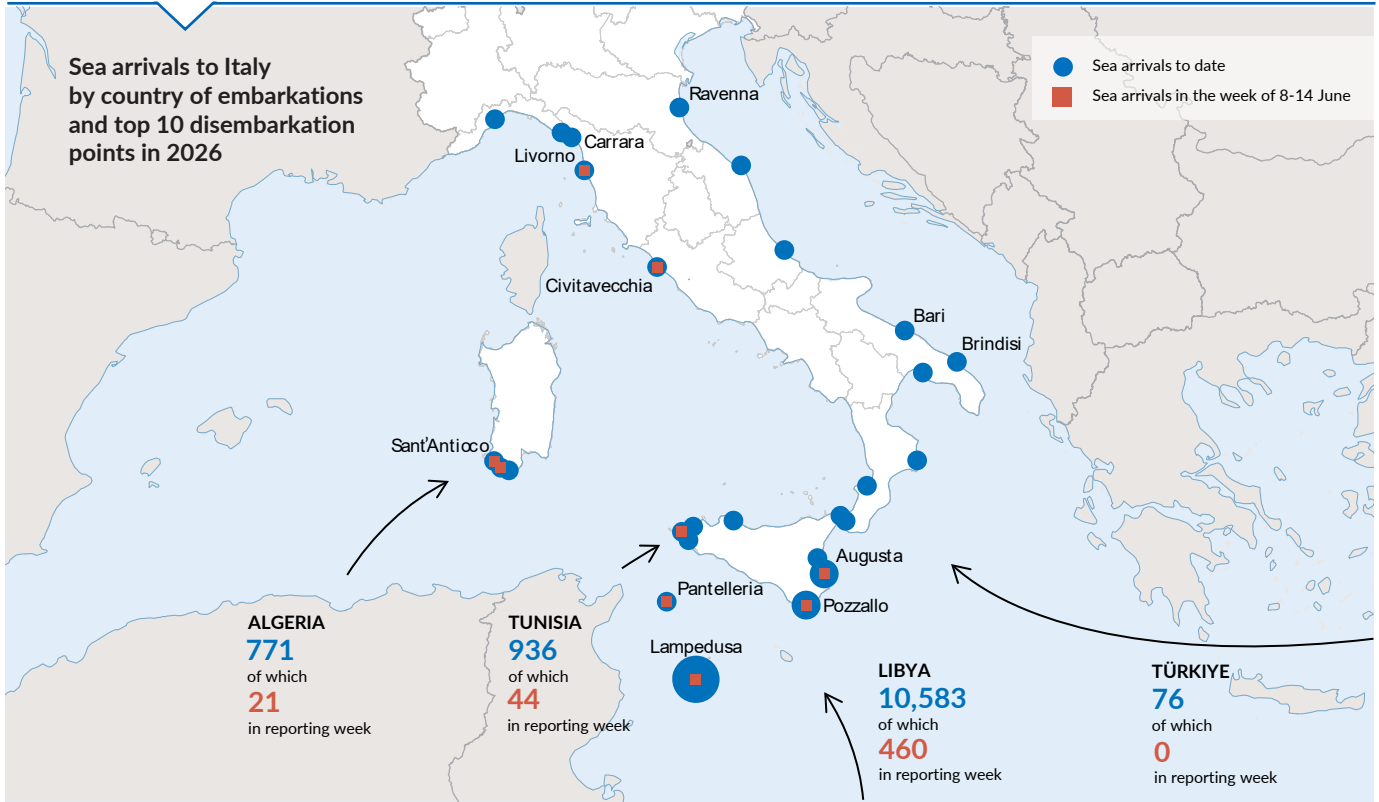 Sea arrivals to Italy
by country of embarkations
and top 10 disembarkation
points in 2026
Sea arrivals to date
Sea arrivals in the week of 8-14 June
Ravenna
Carrara
Livorno
Civitavecchia
Bari
Brindisi
Sant'Antioco
Augusta
Pantelleria
Pozzallo
Lampedusa
ALGERIA
771
of which
21
in reporting week
TUNISIA
936
of which
44
in reporting week
LIBYA
10,583
of which
460
in reporting week
TÜRKIYE
76
of which
0
in reporting week